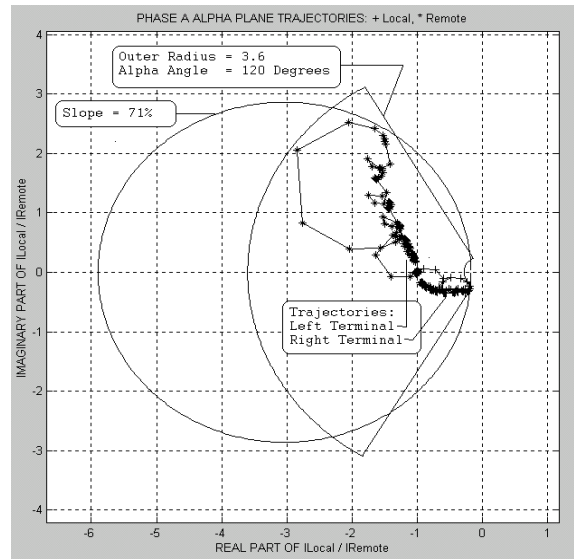 PHASE A ALPHA PLANE TRAJECTORIES: + Local, * Remote
Outer Radius = 3.6
Alpha Angle = 120 Degrees
Slope = 71%
Trajectories:
Left Terminal
Right Terminal
IMAGINARY PART OF ILocal / IRemote
4
3
2
1
0
-1
-2
-3
-4
-6
-5
-4
-3
-2
-1
0
1
REAL PART OF ILocal / IRemote